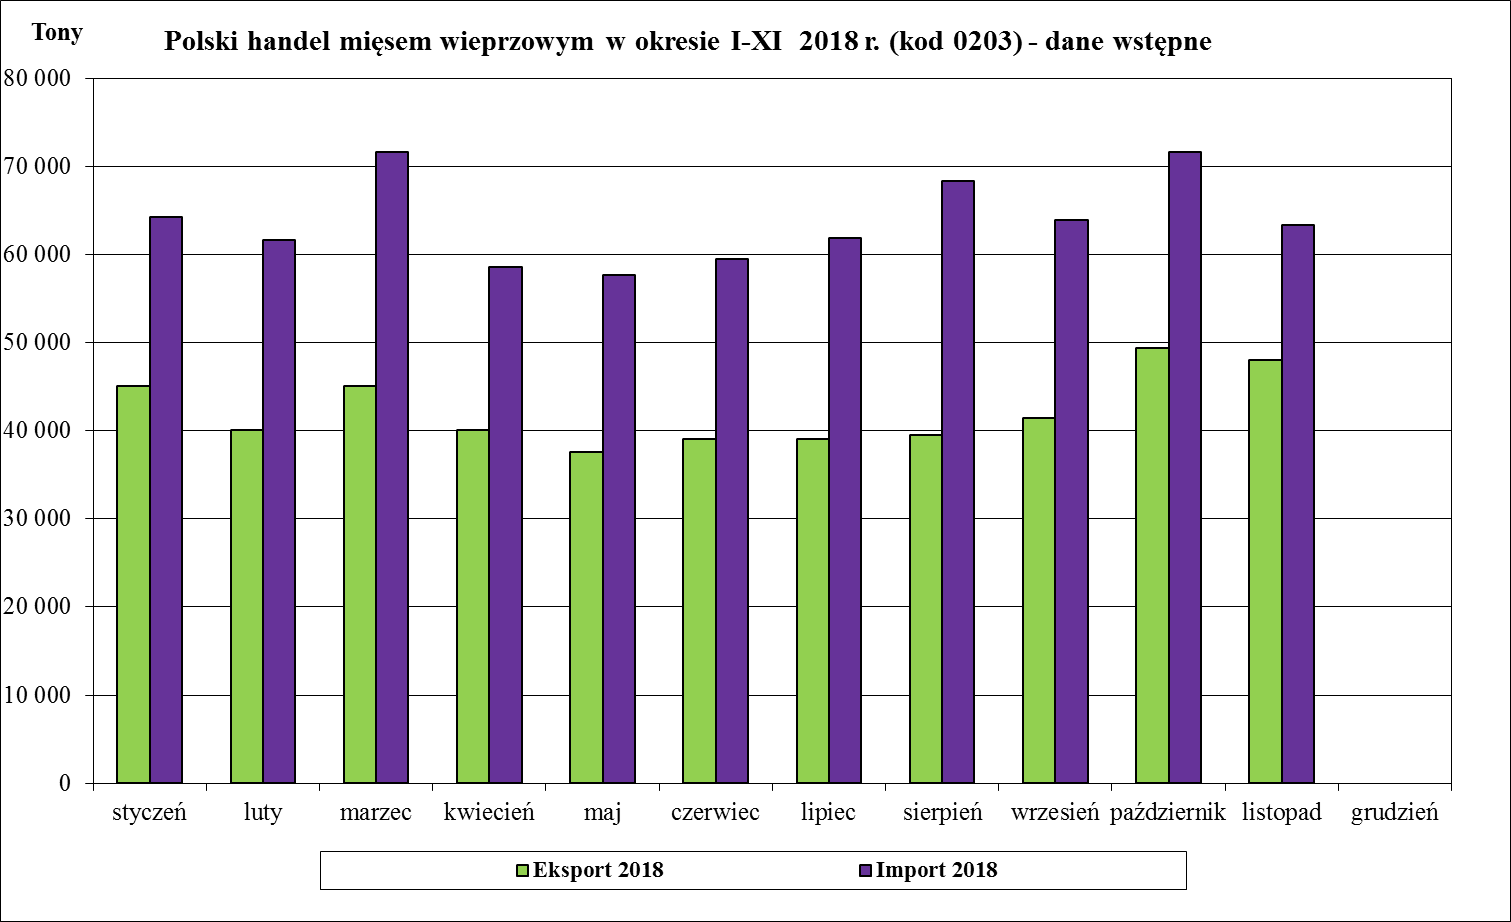 Tony
Polski handel mięsem wieprzowym w okresie I-XI 2018 r. (kod 0203) - dane wstępne
80 000
70 000
60 000
50 000
40 000
30 000
20 000
10 000
0
styczeń luty marzec kwiecień maj czerwiec lipiec sierpień wrzesień październik listopad grudzień
Eksport 2018 Import 2018